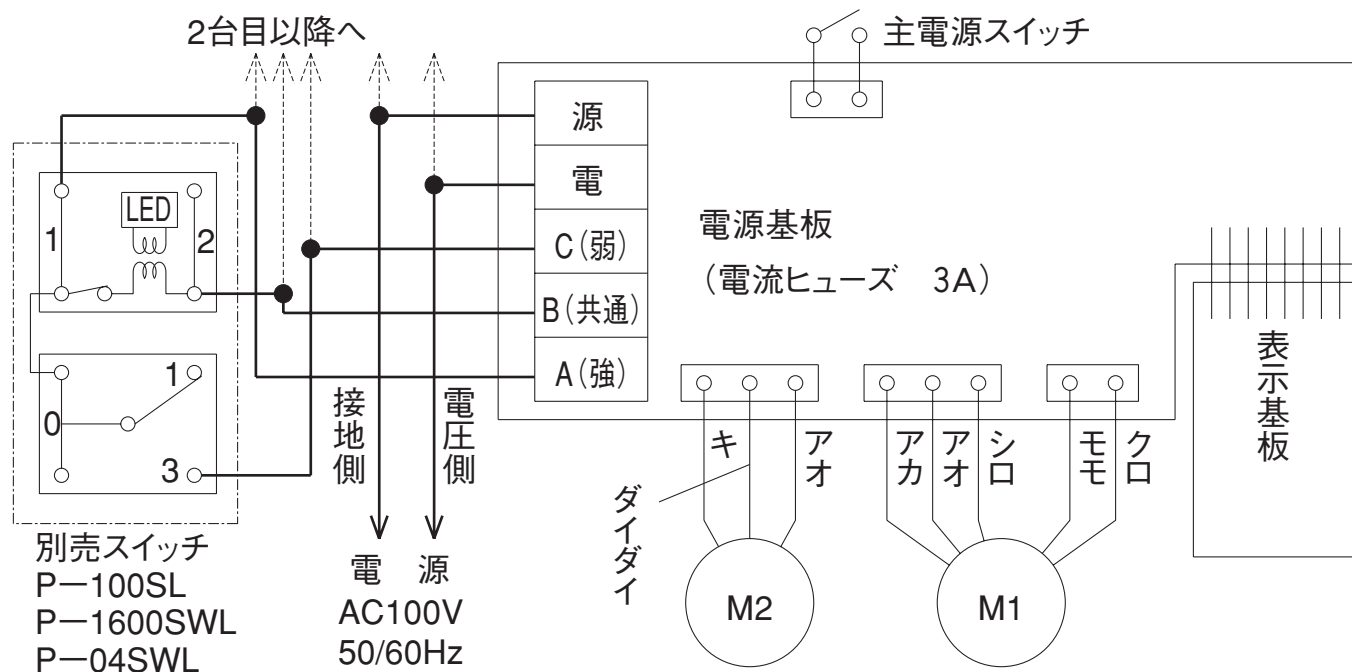 2台目以降へ
主電源スイッチ
源
電
C(弱)
B(共通)
A(強)
電源基板
(電流ヒューズ 3A)
表示基板
LED
1
2
1
0
3
接地側
電圧側
キ
ダイダイ
アオ
アカ
アオ
シロ
モモ
クロ
M2
M1
別売スイッチ
P−100SL
P−1600SWL
P−04SWL
電 源
AC100V
50/60Hz